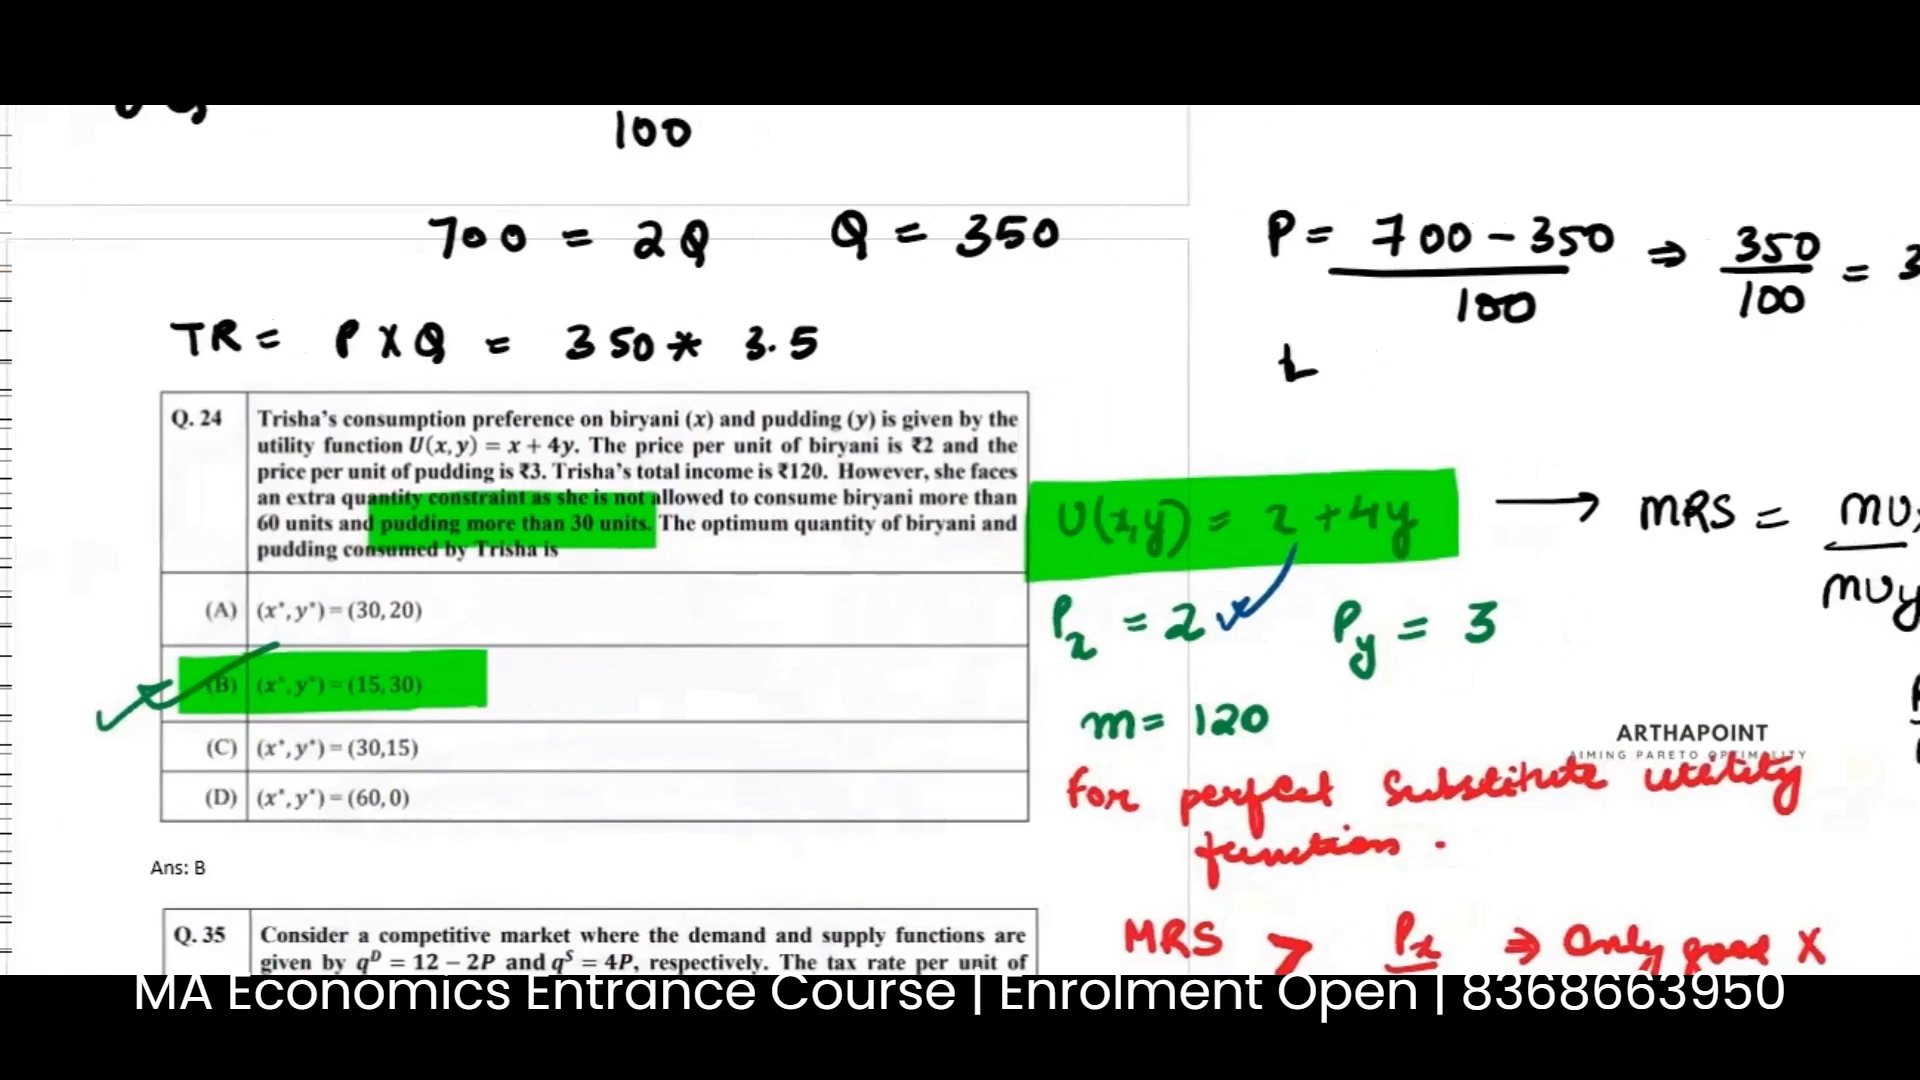 100
700 = 2Q Q = 350
P = 700 - 350 ⇒ 350 =
100 100
TR = P X Q = 350 * 3.5
Q. 24 Trisha's consumption preference on biryani (x) and pudding (y) is given by the
utility function U(x, y) = x + 4y. The price per unit of biryani is ₹2 and the
price per unit of pudding is ₹3. Trisha's total income is ₹120. However, she faces
an extra quantity constraint as she is not allowed to consume biryani more than
60 units and pudding more than 30 units. The optimum quantity of biryani and
pudding consumed by Trisha is
(A) (x*, y*) = (30, 20)
(B) (x*, y*) = (15, 30)
(C) (x*, y*) = (30,15)
(D) (x*, y*) = (60, 0)
Ans: B
U(x,y) = x + 4y → MRS = MUx
MUy
Px = 2 Py = 3
m = 120
ARTHAPOINT
AIMING PARETO OPTIMALITY
for perfect substitute utility
function .
MRS > Px ⇒ Only good X
Q. 35 Consider a competitive market where the demand and supply functions are
given by qᴰ = 12 − 2P and qˢ = 4P, respectively. The tax rate per unit of
MA Economics Entrance Course | Enrolment Open | 8368663950